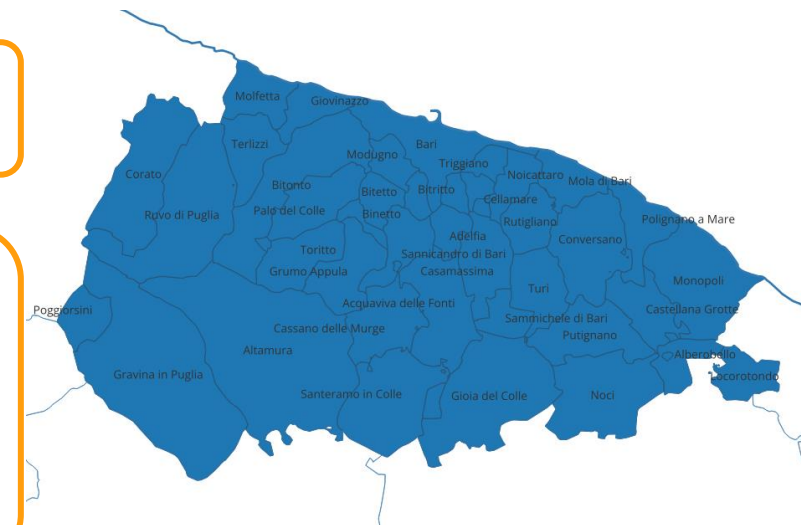 Molfetta
Giovinazzo
Bari
Terlizzi
Modugno
Triggiano
Corato
Noicattaro
Mola di Bari
Bitonto
Bitetto
Bitritto
Cellamare
Ruvo di Puglia
Palo del Colle
Binetto
Rutigliano
Polignano a Mare
Adelfia
Conversano
Toritto
Sannicandro di Bari
Grumo Appula
Casamassima
Monopoli
Turi
Poggiorsini
Acquaviva delle Fonti
Castellana Grotte
Sammichele di Bari
Cassano delle Murge
Putignano
Altamura
Alberobello
Gravina in Puglia
Locorotondo
Santeramo in Colle
Gioia del Colle
Noci